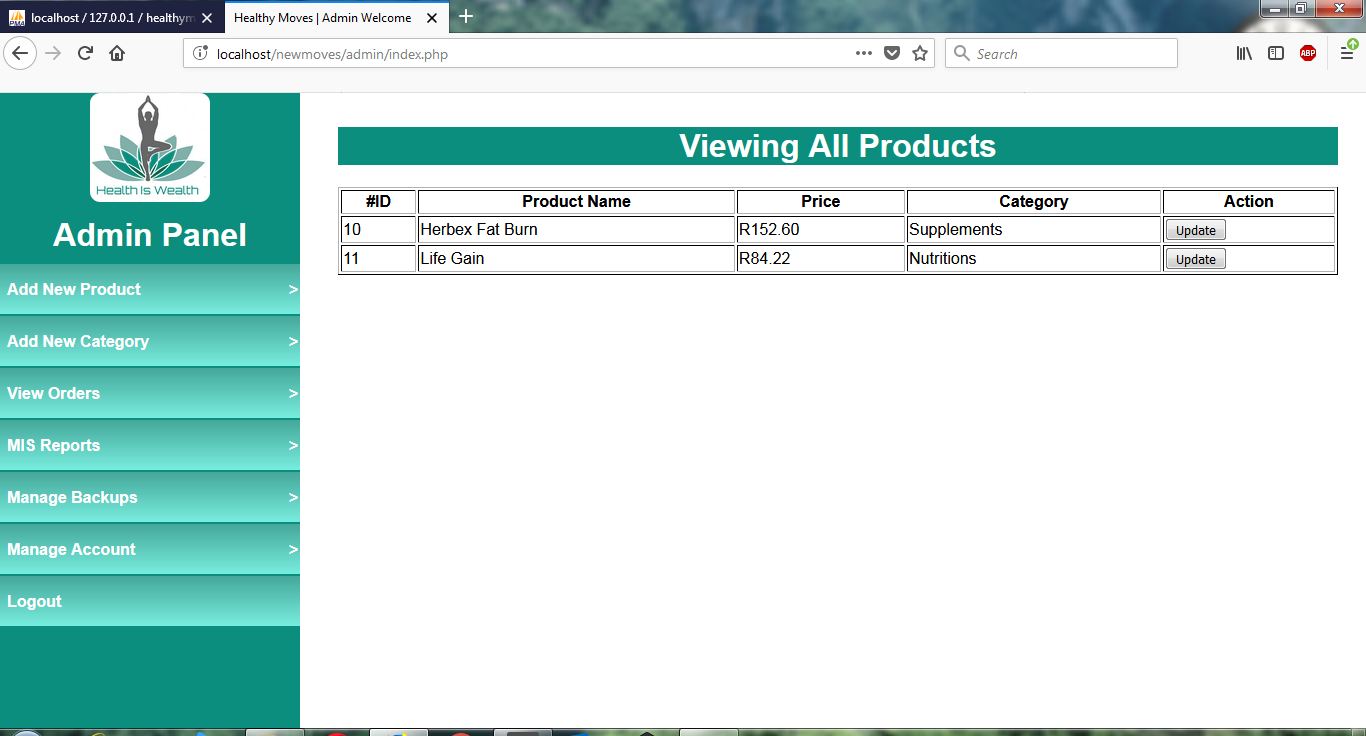 localhost / 127.0.0.1 / healthym
Healthy Moves | Admin Welcome
localhost/newmoves/admin/index.php
Search
ABP
Health Is Wealth
Admin Panel
Add New Product >
Add New Category >
View Orders >
MIS Reports >
Manage Backups >
Manage Account >
Logout
Viewing All Products
#ID Product Name Price Category Action
10 Herbex Fat Burn R152.60 Supplements Update
11 Life Gain R84.22 Nutritions Update